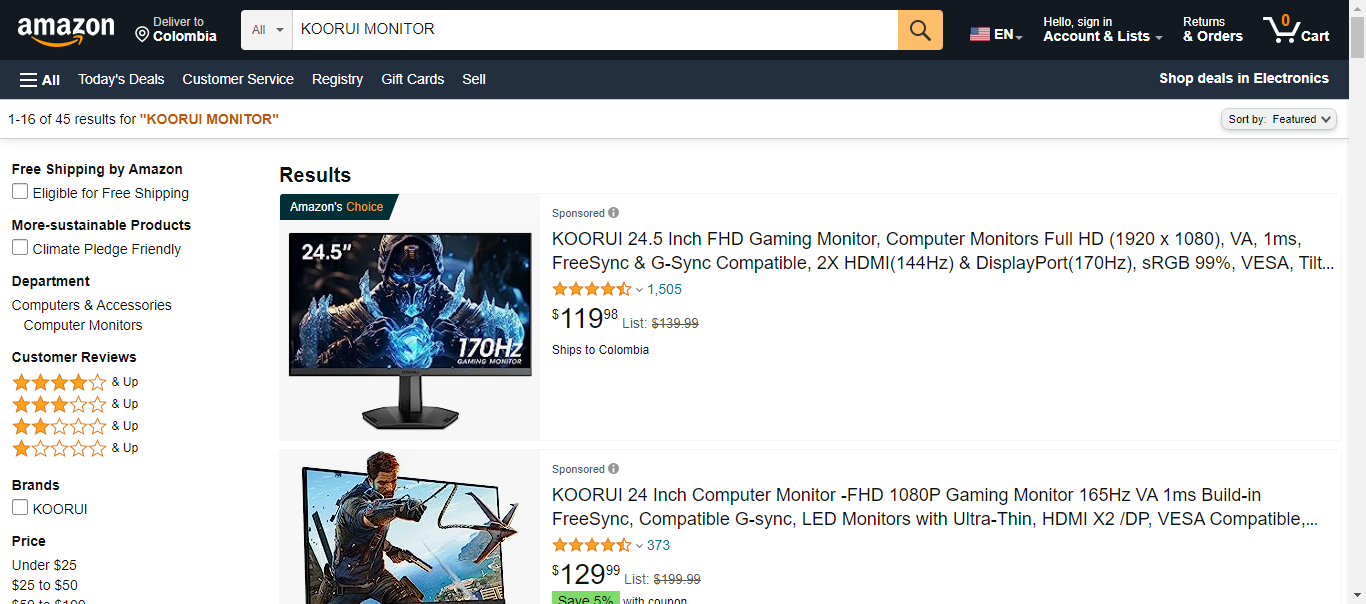 amazon
Deliver to
Colombia
All
KOORUI MONITOR
EN
Hello, sign in
Account & Lists
Returns
& Orders
0
Cart
All
Today's Deals
Customer Service
Registry
Gift Cards
Sell
Shop deals in Electronics
1-16 of 45 results for "KOORUI MONITOR"
Sort by: Featured
Free Shipping by Amazon
Eligible for Free Shipping
More-sustainable Products
Climate Pledge Friendly
Department
Computers & Accessories
Computer Monitors
Customer Reviews
& Up
& Up
& Up
& Up
Brands
KOORUI
Price
Under $25
$25 to $50
$50 to $100
Results
Amazon's Choice
24.5"
170Hz
GAMING MONITOR
Sponsored
KOORUI 24.5 Inch FHD Gaming Monitor, Computer Monitors Full HD (1920 x 1080), VA, 1ms,
FreeSync & G-Sync Compatible, 2X HDMI(144Hz) & DisplayPort(170Hz), sRGB 99%, VESA, Tilt...
1,505
$119.98 List: $139.99
Ships to Colombia
Sponsored
KOORUI 24 Inch Computer Monitor -FHD 1080P Gaming Monitor 165Hz VA 1ms Build-in
FreeSync, Compatible G-sync, LED Monitors with Ultra-Thin, HDMI X2 /DP, VESA Compatible,...
373
$129.99 List: $199.99
Save 5% with coupon